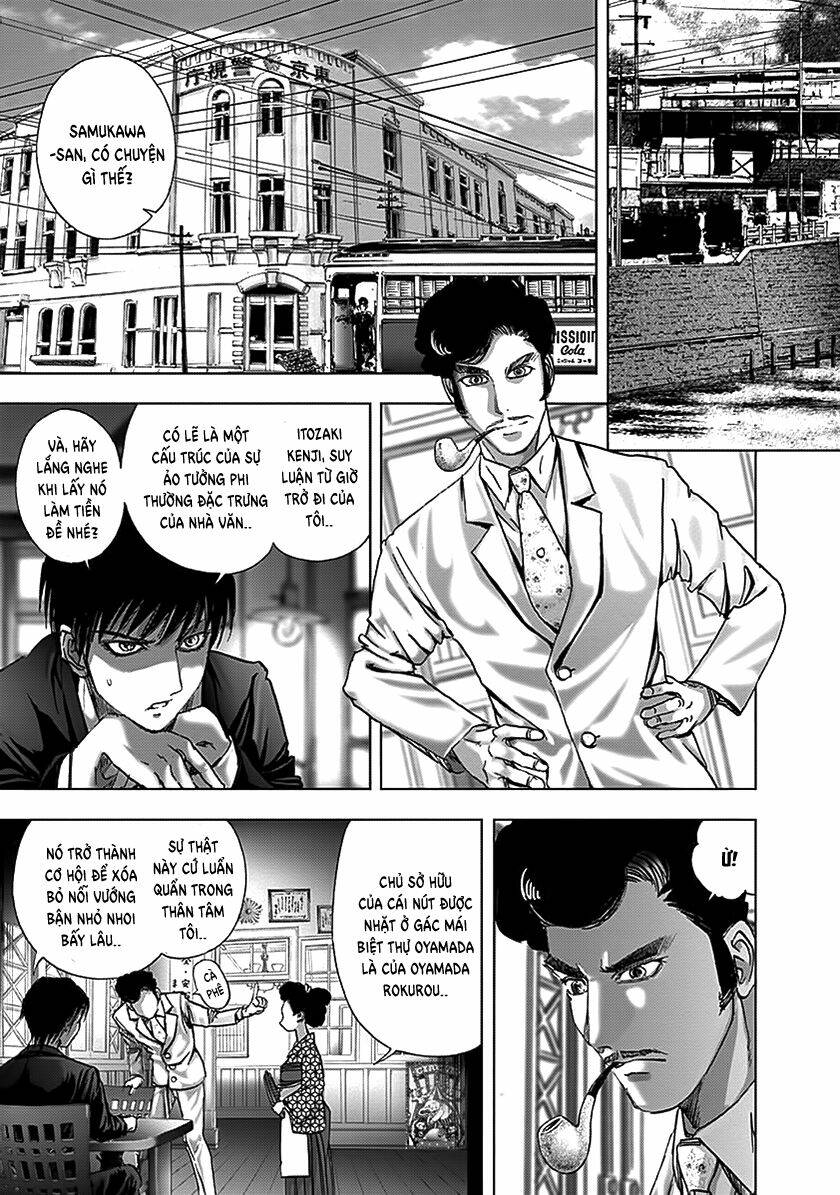 東京警視庁
SAMUKAWA
-SAN, CÓ CHUYỆN
GÌ THẾ?
ISSIOIN
Cola
ITOZAKI
KENJI, SUY
LUẬN TỪ GIỜ
TRỞ ĐI CỦA
TÔI..
CÓ LẼ LÀ MỘT
CẤU TRÚC CỦA SỰ
ẢO TƯỞNG PHI
THƯỜNG ĐẶC TRƯNG
CỦA NHÀ VĂN..
VÀ, HÃY
LẮNG NGHE
KHI LẤY NÓ
LÀM TIỀN
ĐỀ NHÉ?
Ừ!
CHỦ SỞ HỮU
CỦA CÁI NÚT ĐƯỢC
NHẶT Ở GÁC MÁI
BIỆT THỰ OYAMADA
LÀ CỦA OYAMADA
ROKUROU..
SỰ THẬT
NÀY CỨ LUẨN
QUẨN TRONG
THÂN TÂM
TÔI..
NÓ TRỞ THÀNH
CƠ HỘI ĐỂ XÓA
BỎ NỖI VƯỚNG
BẬN NHỎ NHOI
BẤY LÂU..
CÀ
PHÊ